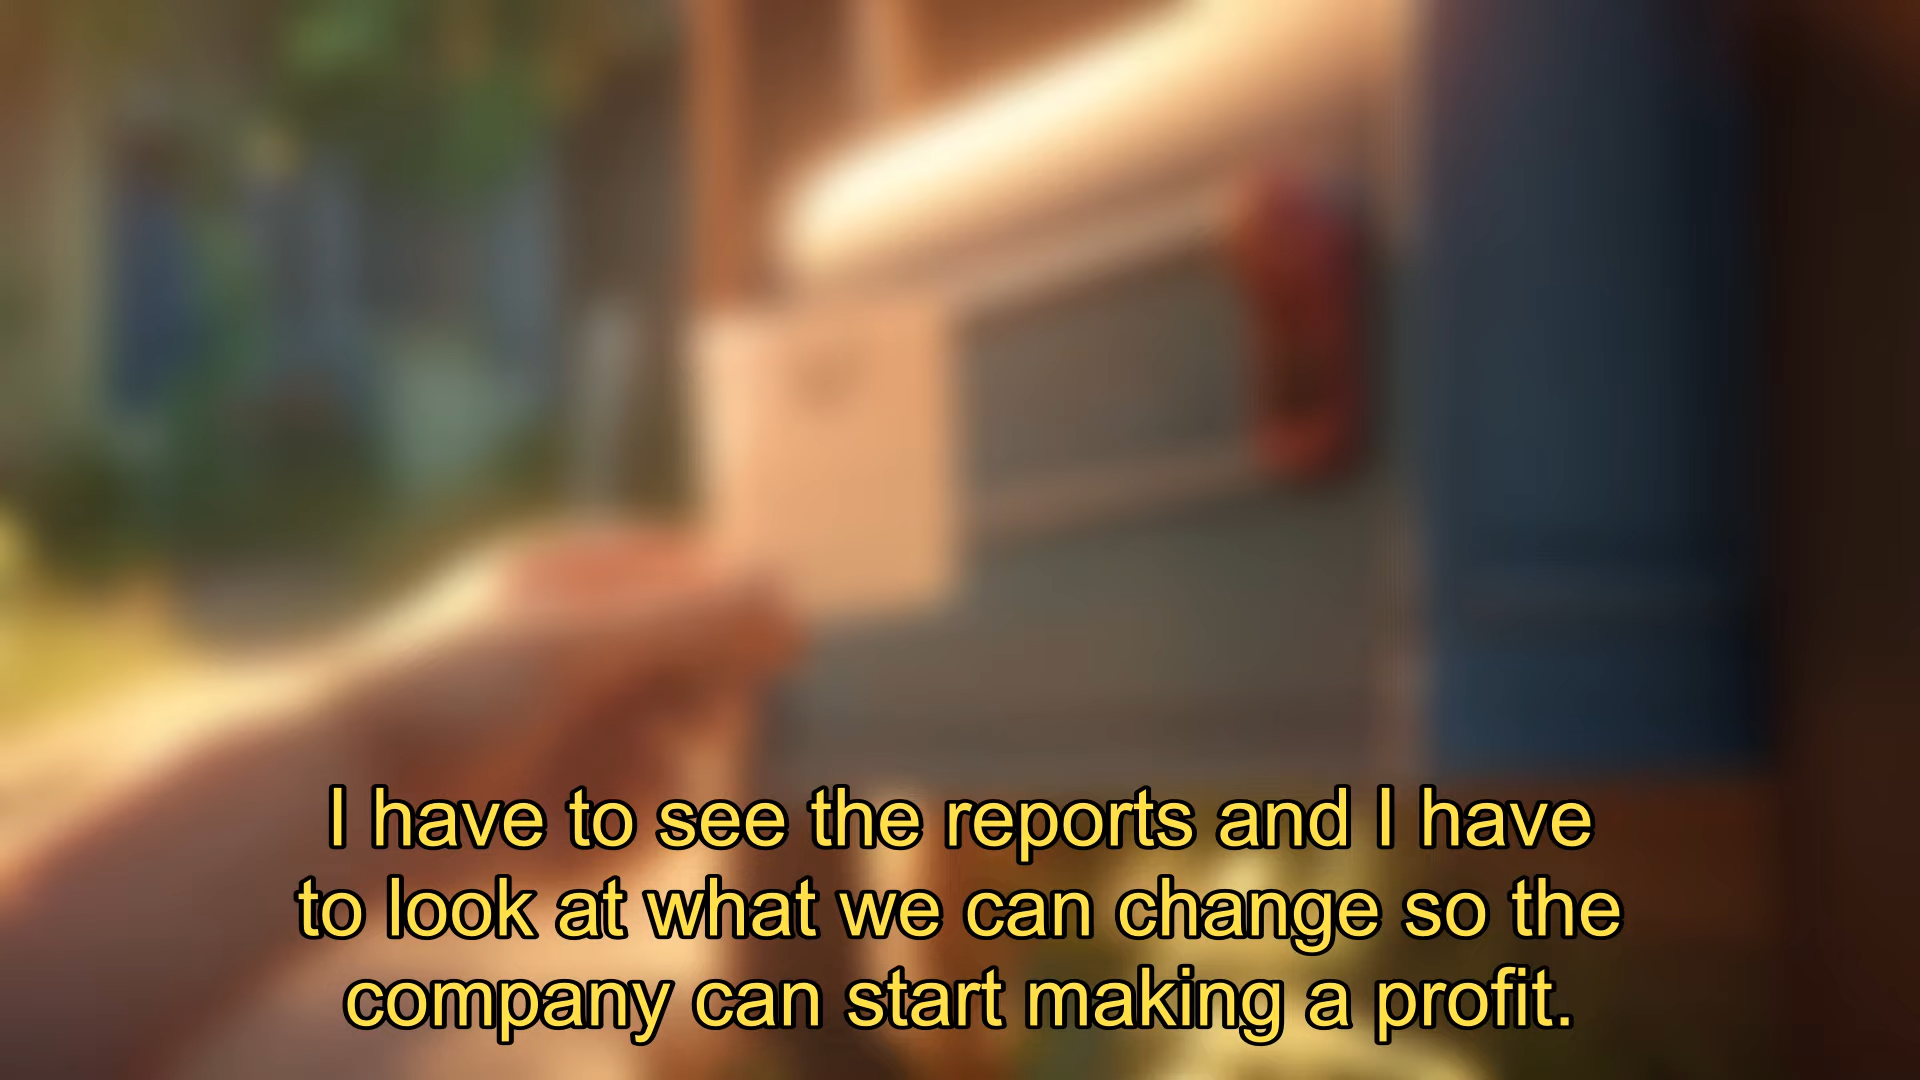 I have to see the reports and I have
to look at what we can change so the
company can start making a profit.